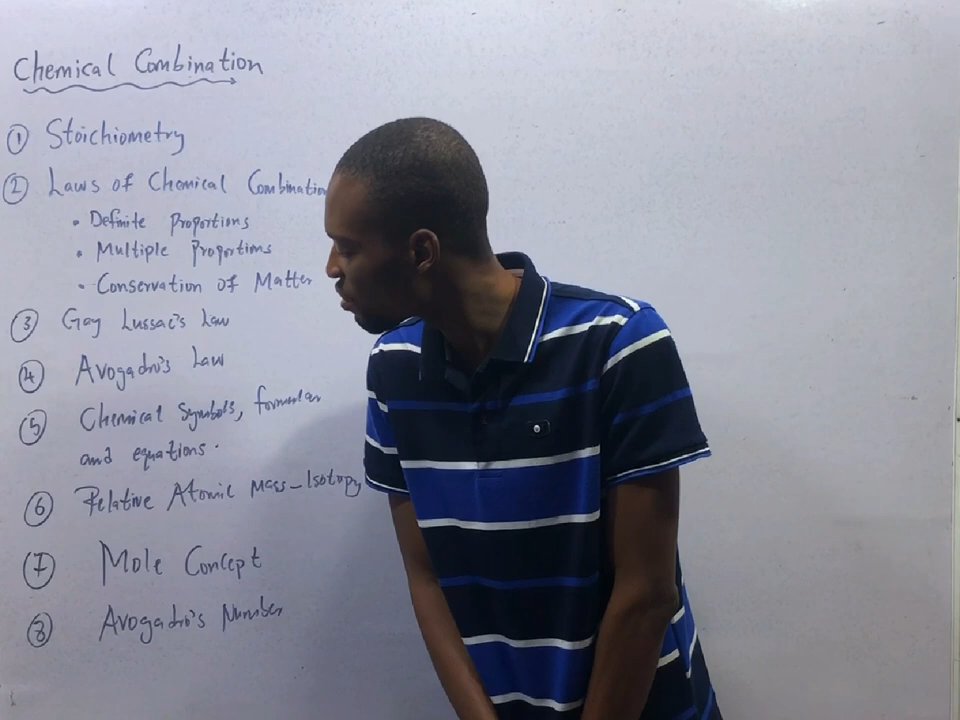 Chemical Combination
① Stoichiometry
② Laws of Chemical Combination
• Definite Proportions
• Multiple Proportions
• Conservation of Matter
③ Gay Lussac's Law
④ Avogadro's Law
⑤ Chemical Symbols, formular
and equations.
⑥ Relative Atomic Mass - Isotopy
⑦ Mole Concept
⑧ Avogadro's Number